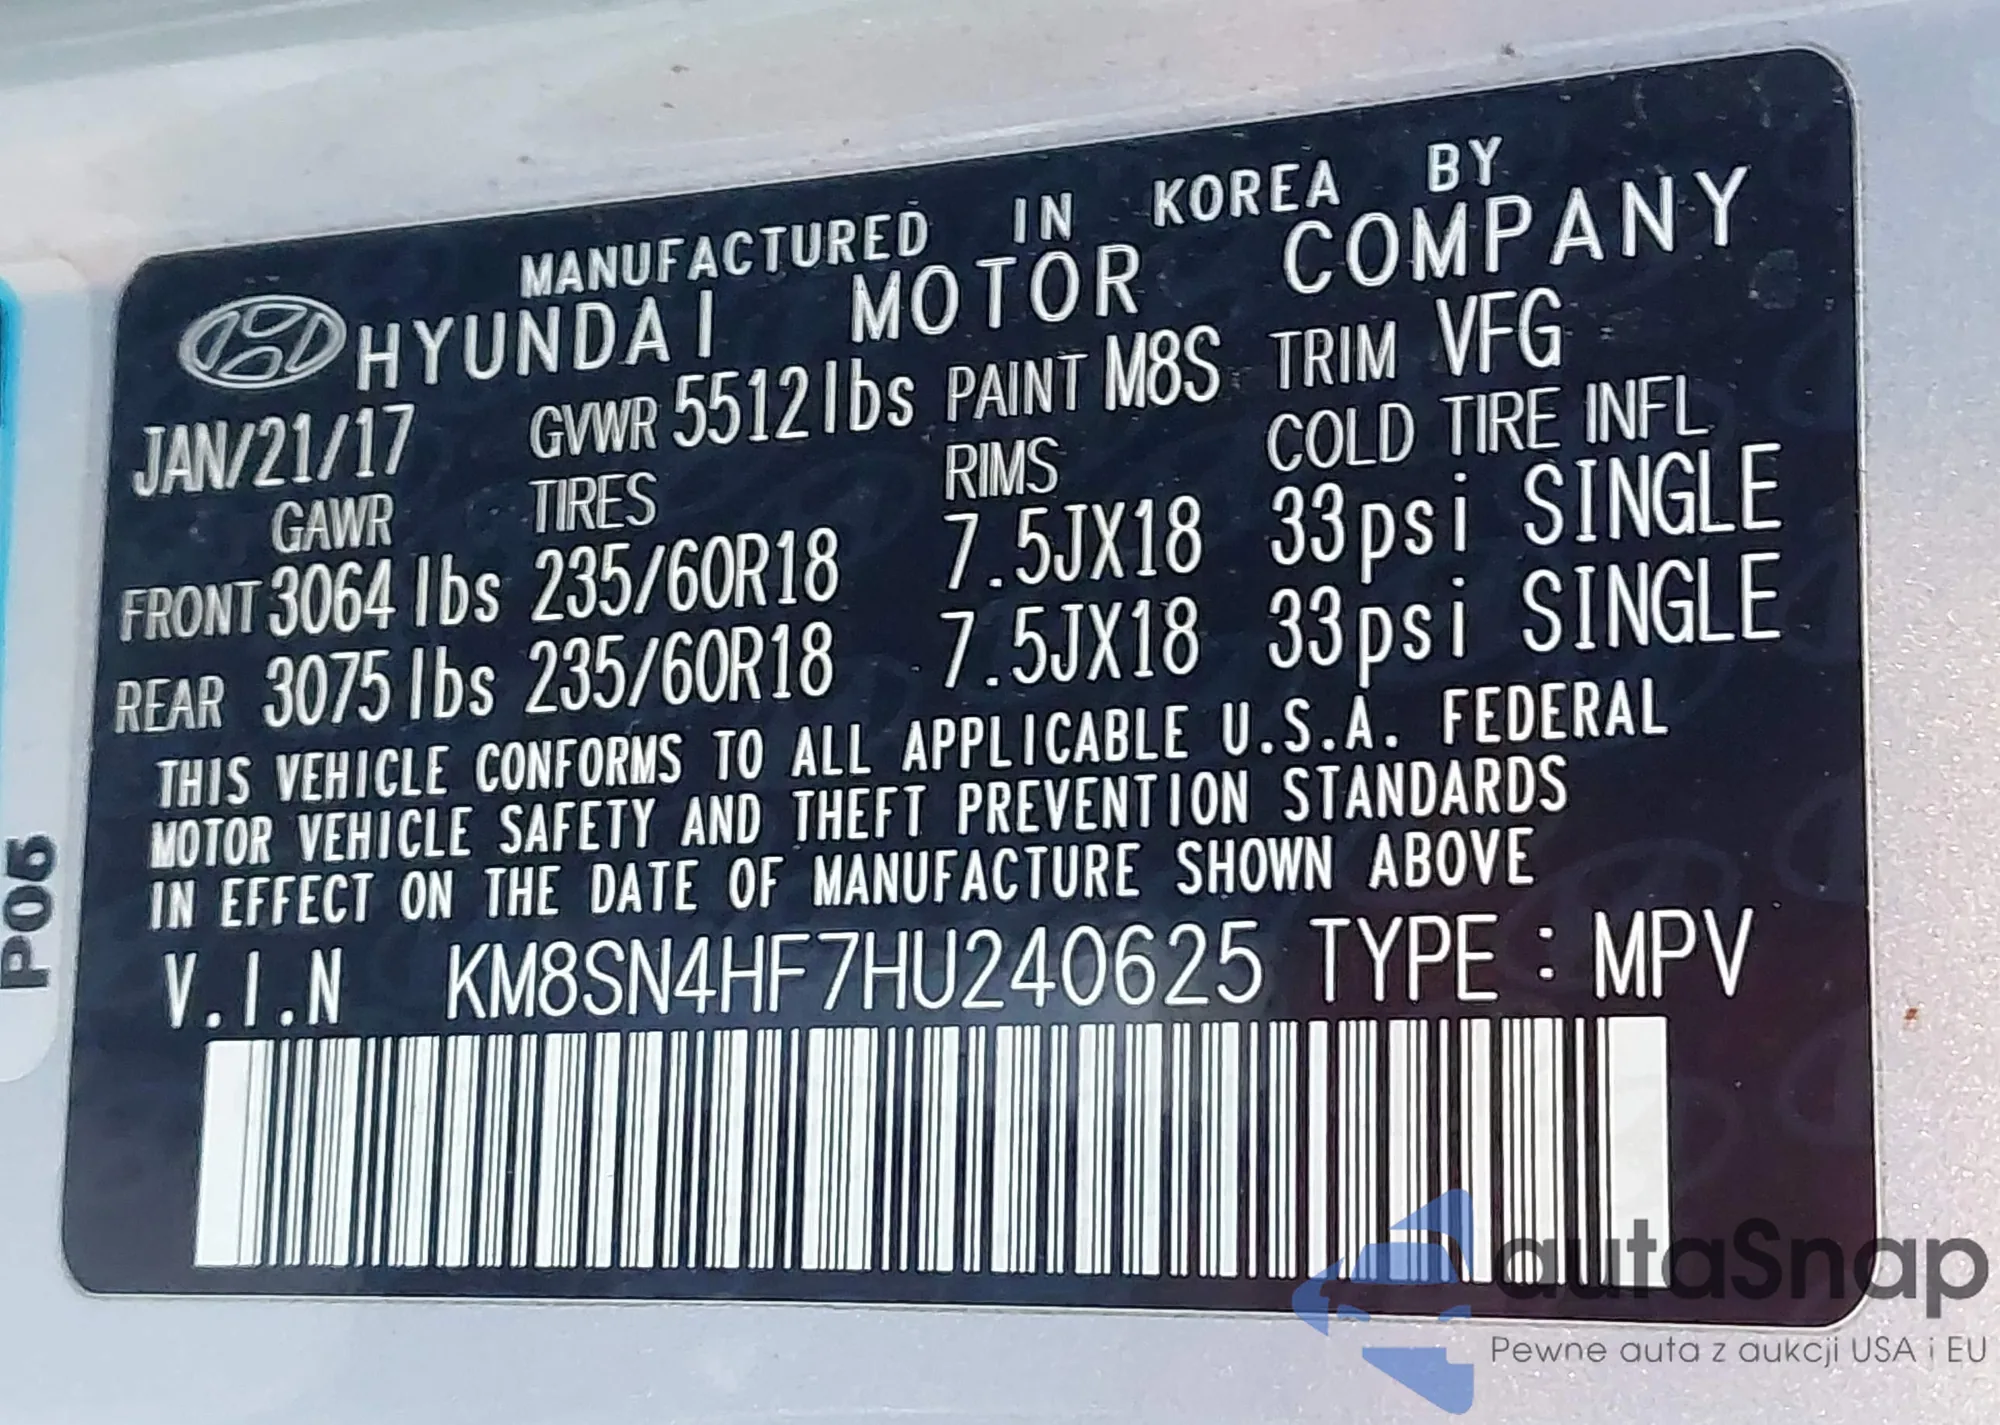 MANUFACTURED IN KOREA BY
HYUNDAI MOTOR COMPANY
JAN/21/17 GVWR 5512lbs PAINT M8S TRIM VFG
GAWR TIRES RIMS COLD TIRE INFL
FRONT 3064 lbs 235/60R18 7.5JX18 33psi SINGLE
REAR 3075 lbs 235/60R18 7.5JX18 33psi SINGLE
THIS VEHICLE CONFORMS TO ALL APPLICABLE U.S.A. FEDERAL
MOTOR VEHICLE SAFETY AND THEFT PREVENTION STANDARDS
IN EFFECT ON THE DATE OF MANUFACTURE SHOWN ABOVE
V.I.N KM8SN4HF7HU240625 TYPE : MPV
P05
autaSnap
Pewne auta z aukcji USA i EU